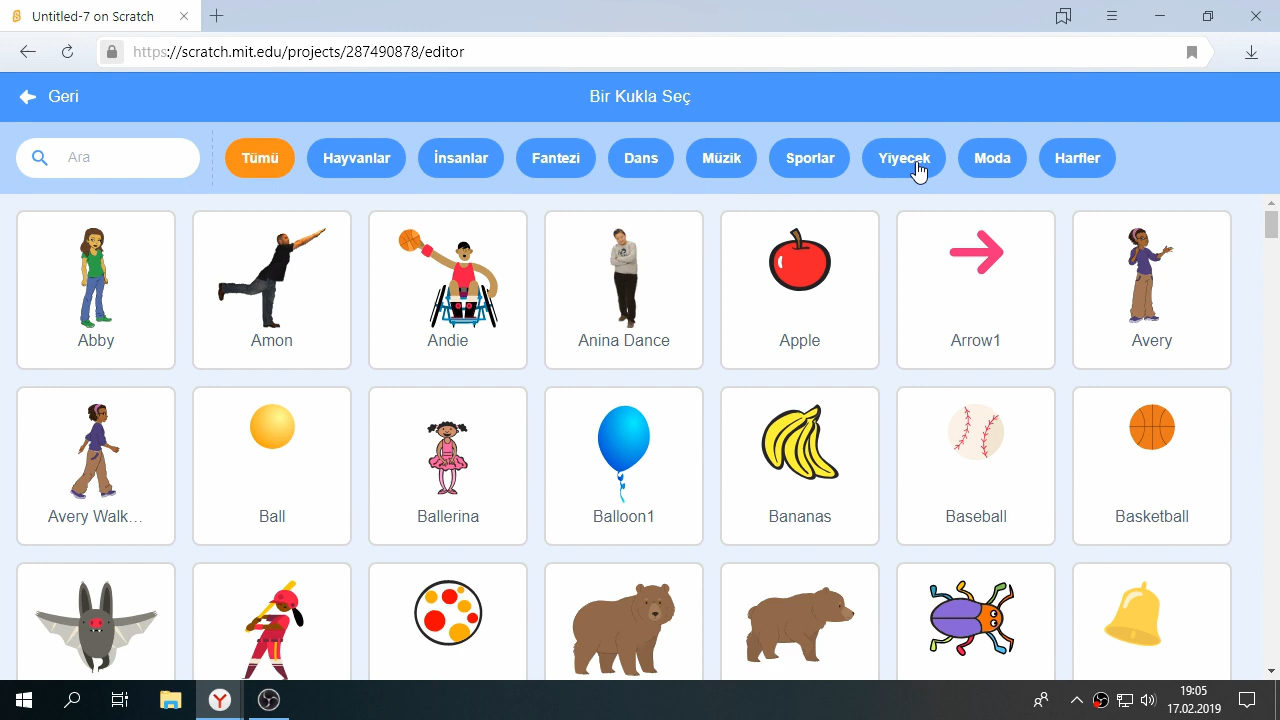 Untitled-7 on Scratch
https://scratch.mit.edu/projects/287490878/editor
Geri
Bir Kukla Seç
Ara
Tümü
Hayvanlar
İnsanlar
Fantezi
Dans
Müzik
Sporlar
Yiyecek
Moda
Harfler
Abby
Amon
Andie
Anina Dance
Apple
Arrow1
Avery
Avery Walk...
Ball
Ballerina
Balloon1
Bananas
Baseball
Basketball
19:05
17.02.2019